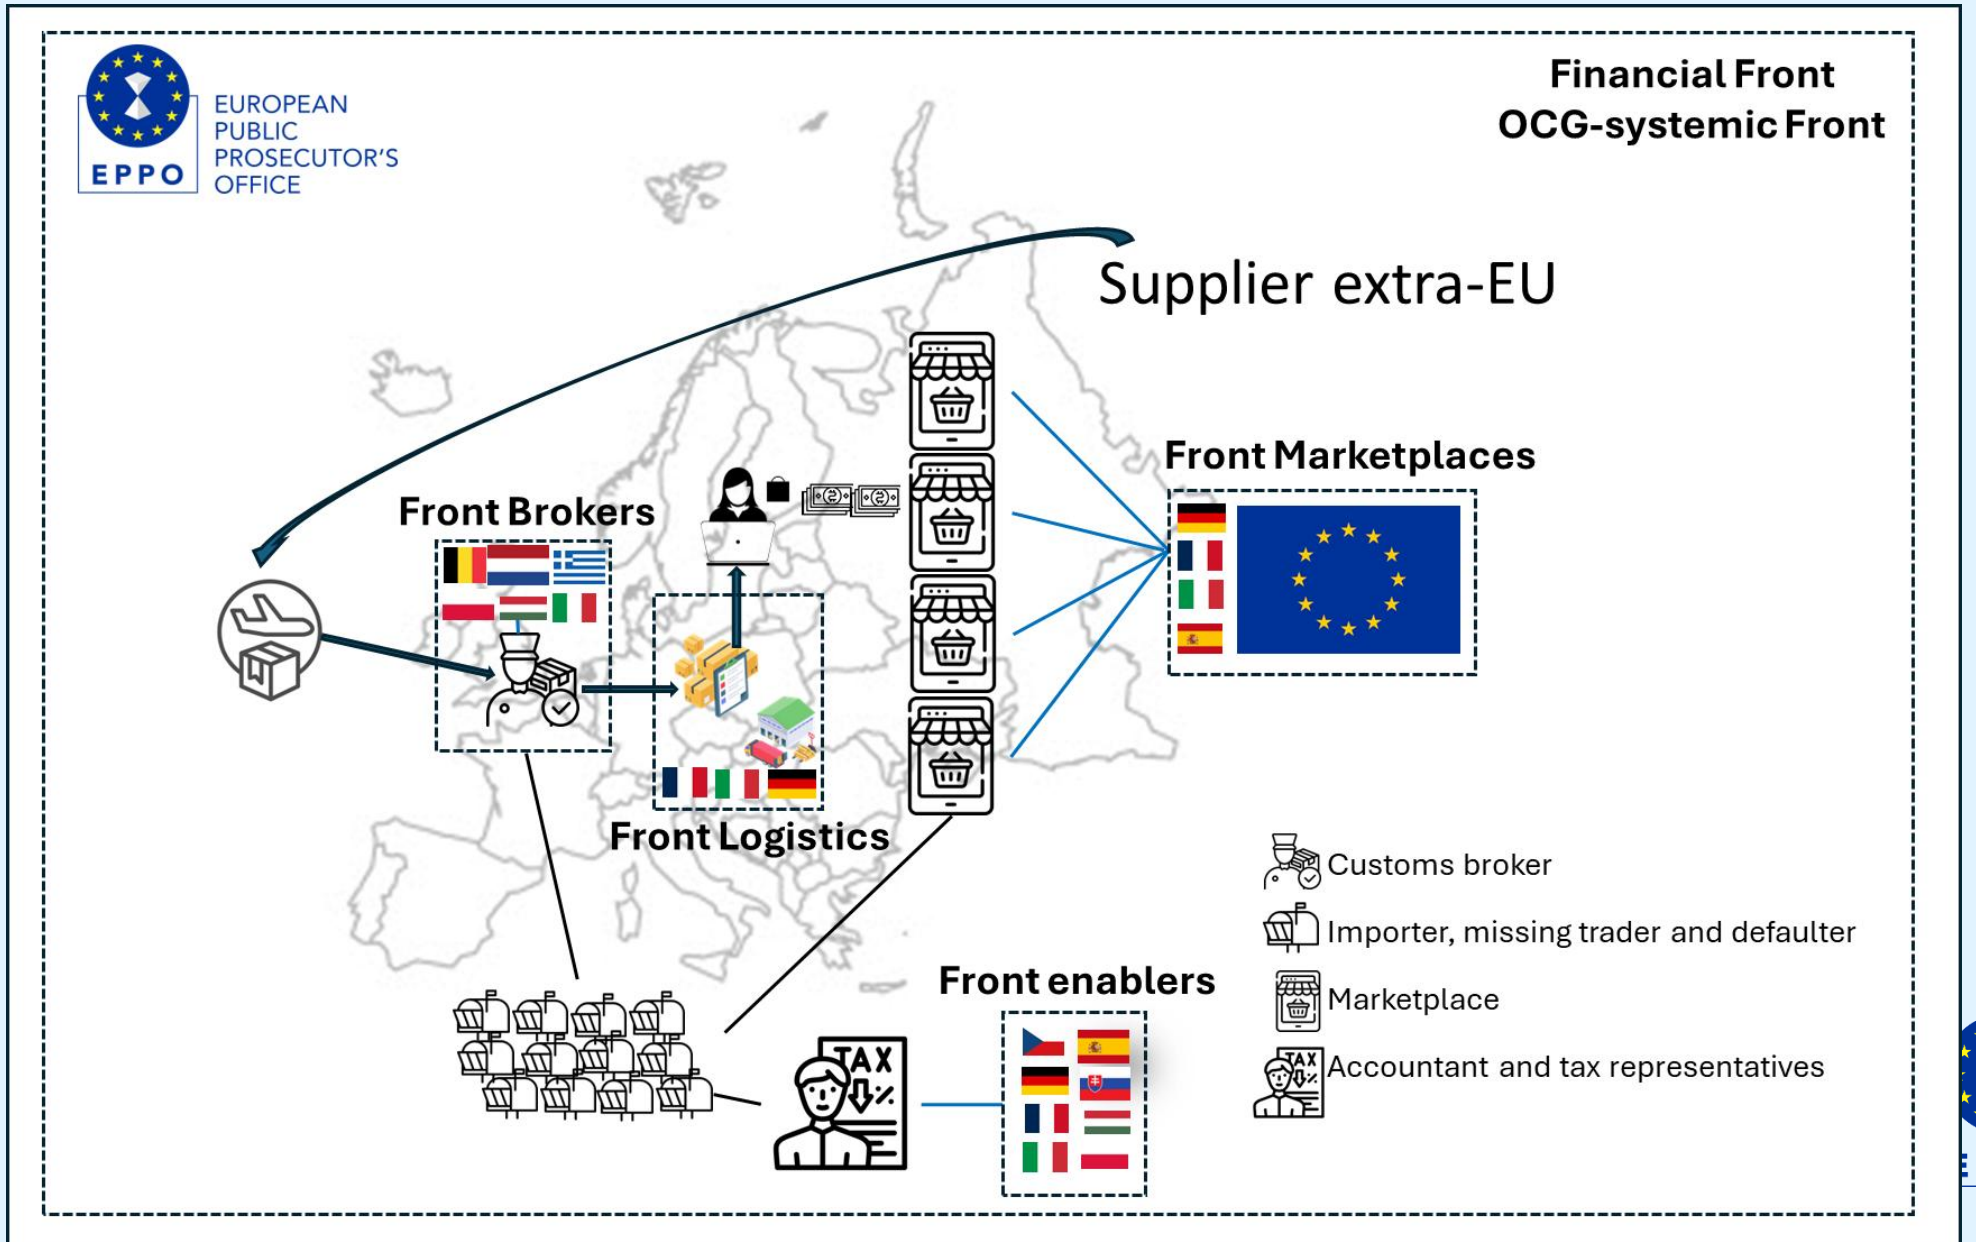 EPPO
EUROPEAN
PUBLIC
PROSECUTOR'S
OFFICE
Financial Front
OCG-systemic Front
Supplier extra-EU
Front Marketplaces
Front Brokers
Front Logistics
Front enablers
TAX
%
Customs broker
Importer, missing trader and defaulter
Marketplace
TAX
%
Accountant and tax representatives
E